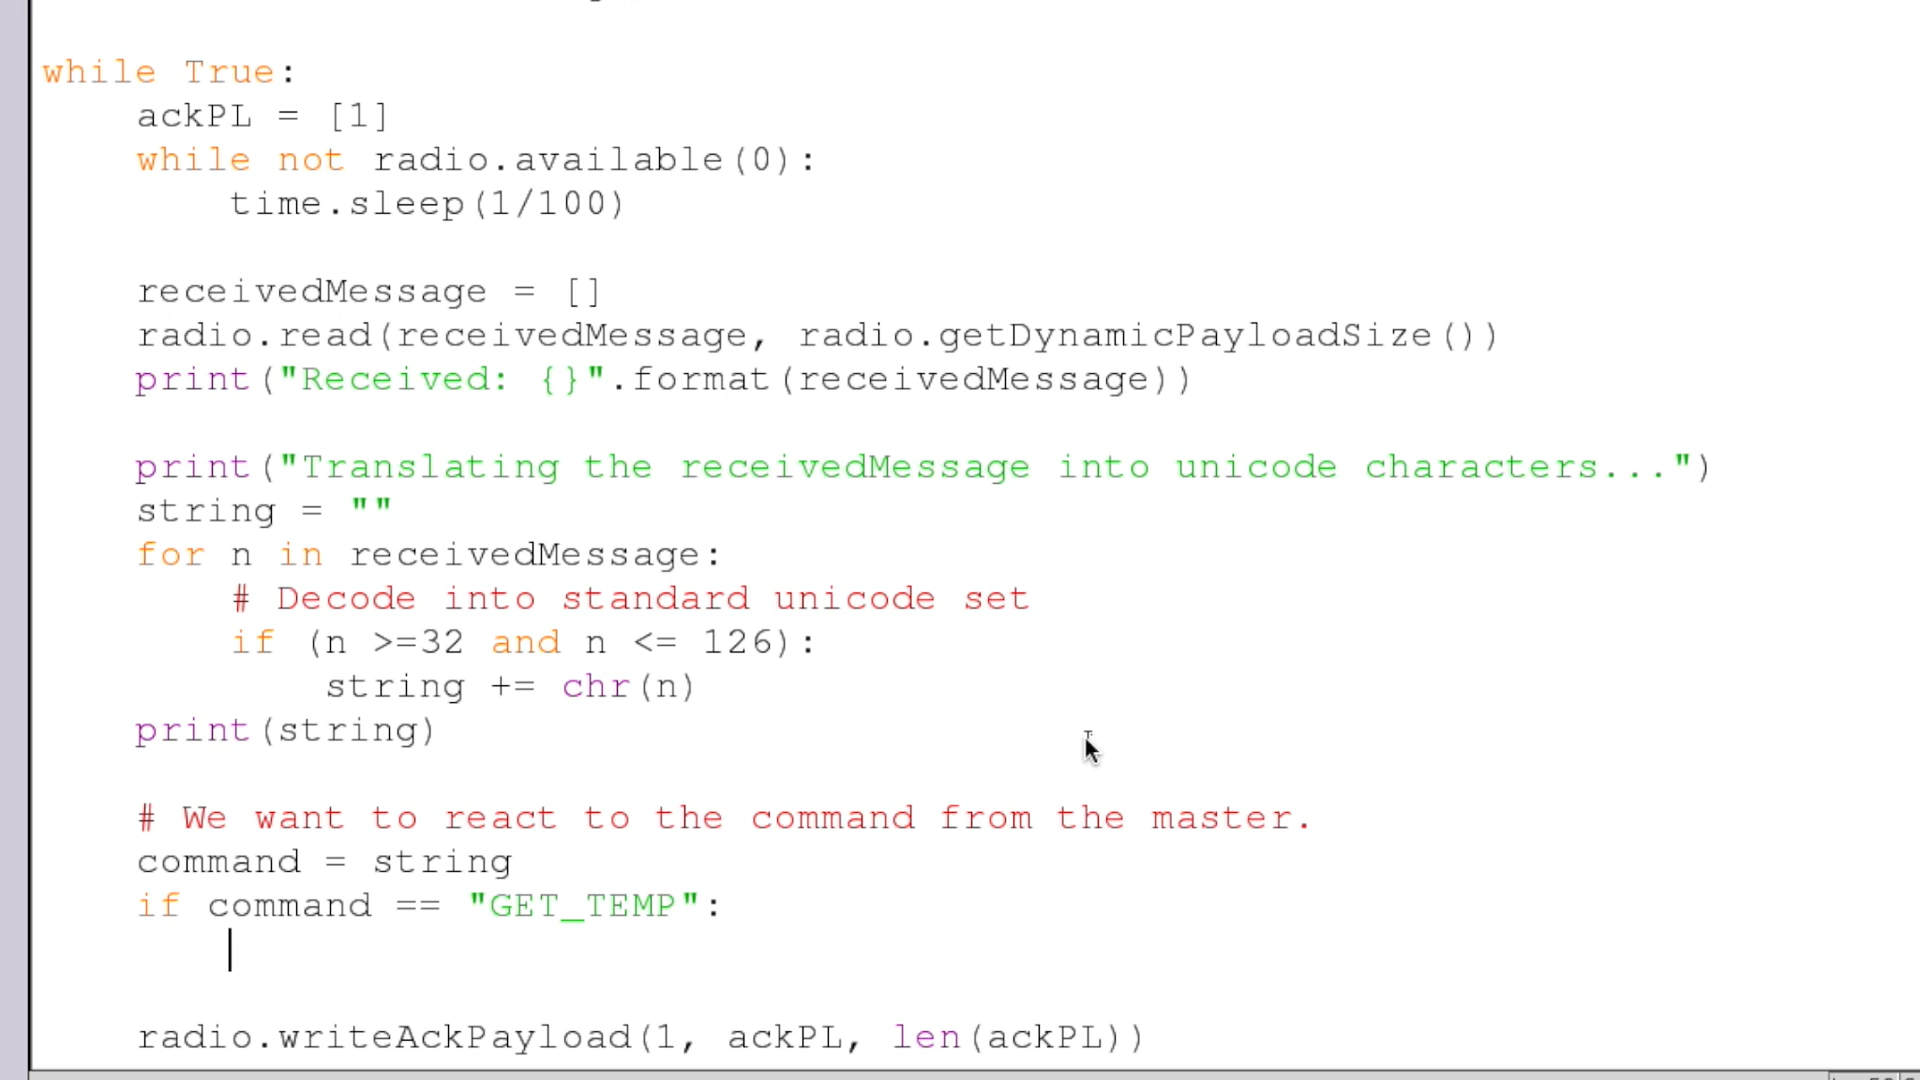 while True:
    ackPL = [1]
    while not radio.available(0):
        time.sleep(1/100)

    receivedMessage = []
    radio.read(receivedMessage, radio.getDynamicPayloadSize())
    print("Received: {}".format(receivedMessage))

    print("Translating the receivedMessage into unicode characters...")
    string = ""
    for n in receivedMessage:
        # Decode into standard unicode set
        if (n >=32 and n <= 126):
            string += chr(n)
    print(string)

    # We want to react to the command from the master.
    command = string
    if command == "GET_TEMP":

    radio.writeAckPayload(1, ackPL, len(ackPL))